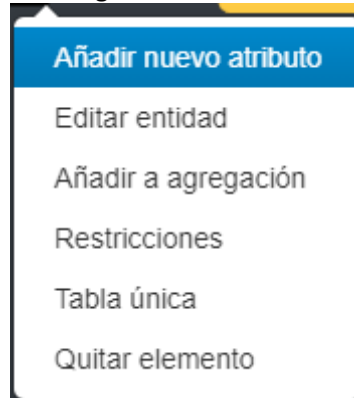 Añadir nuevo atributo
Editar entidad
Añadir a agregación
Restricciones
Tabla única
Quitar elemento